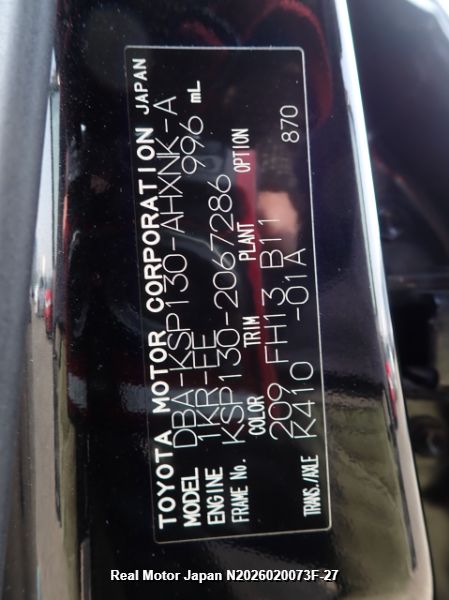 TOYOTA MOTOR CORPORATION JAPAN
MODEL DBA-KSP130-AHXNK-A
ENGINE 1KR-FE 996 mL
FRAME No. KSP130-2067286
COLOR TRIM PLANT OPTION
209 FH13 B11 870
TRANS./AXLE K410 -01A
Real Motor Japan N2026020073F-27